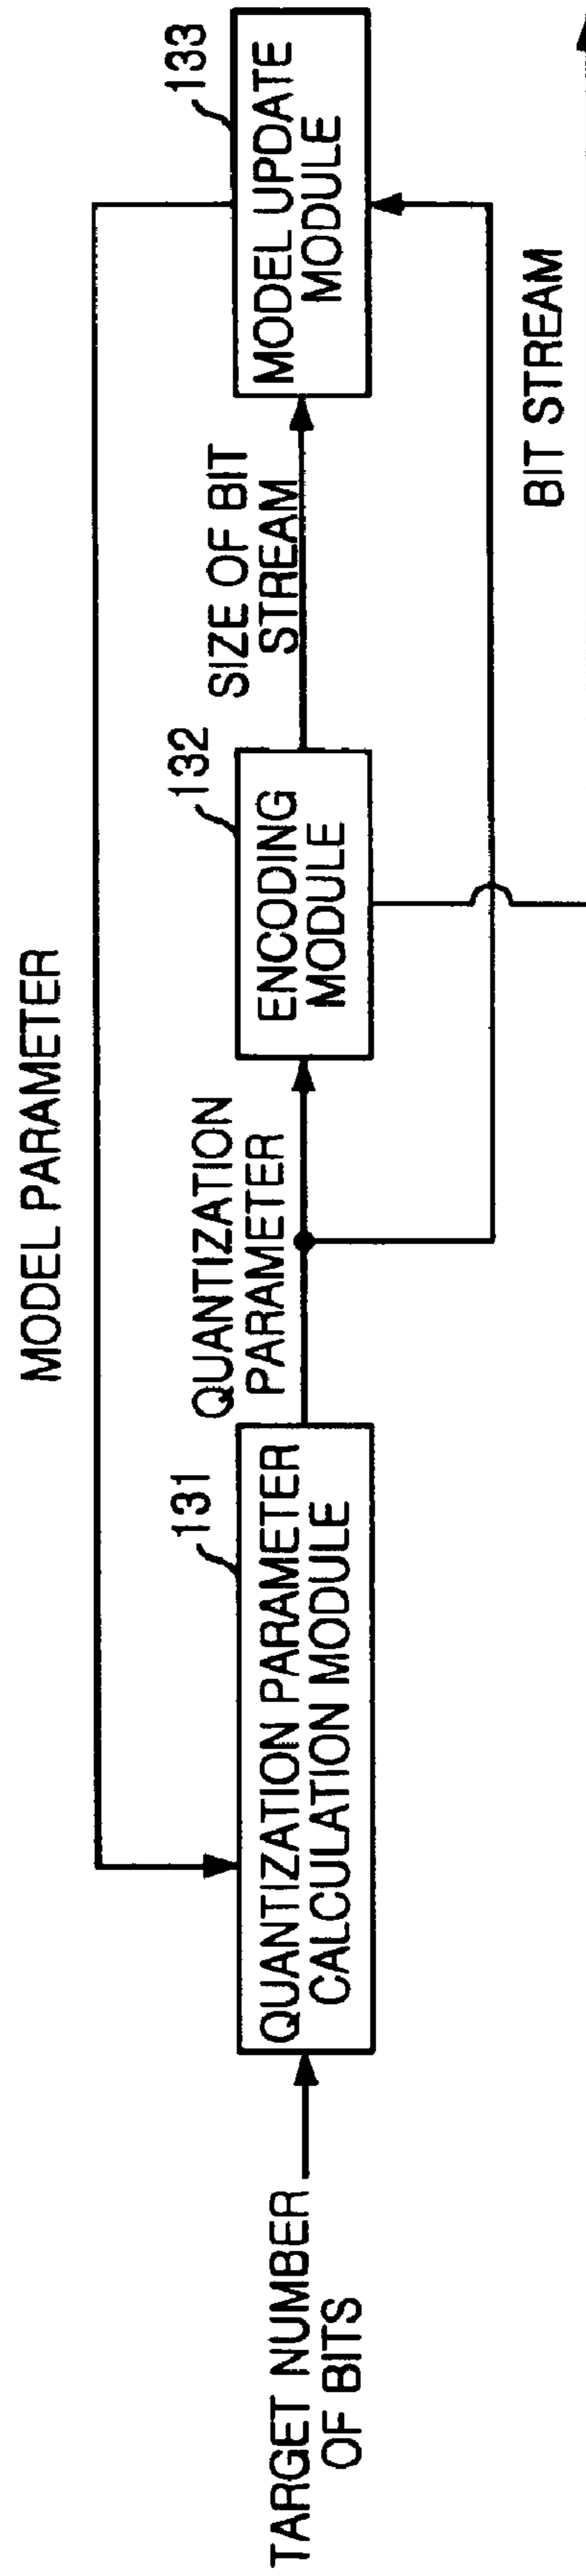 MODEL PARAMETER
TARGET NUMBER
OF BITS
131
QUANTIZATION PARAMETER
CALCULATION MODULE
QUANTIZATION
PARAMETER
132
ENCODING
MODULE
SIZE OF BIT
STREAM
133
MODEL UPDATE
MODULE
BIT STREAM